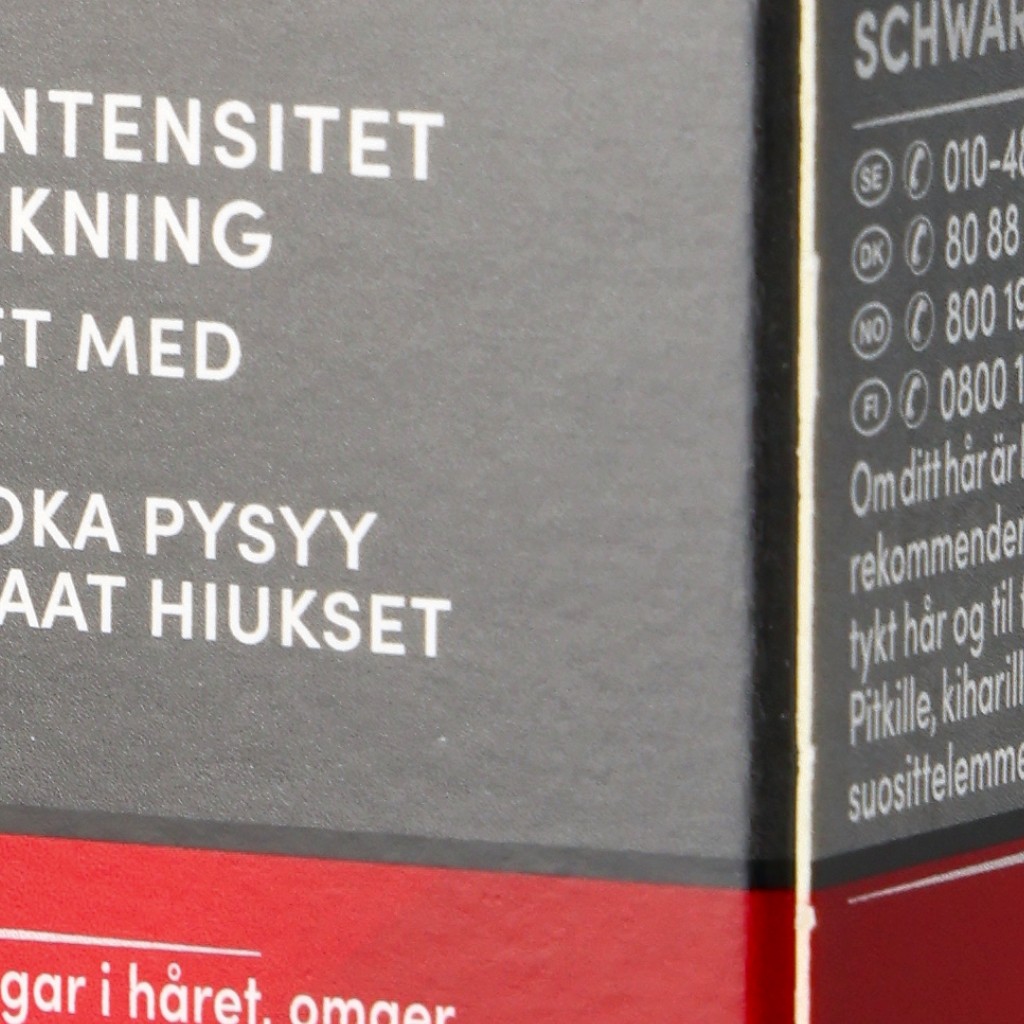 NTENSITET
KNING
ET MED
OKA PYSYY
AAT HIUKSET
gar i håret, omger
SCHWAR
SE 010-48
DK 80 88
NO 800 19
FI 0800 1
Om ditt hår är
rekommender
tykt hår og til
Pitkille, kiharill
suosittelemme